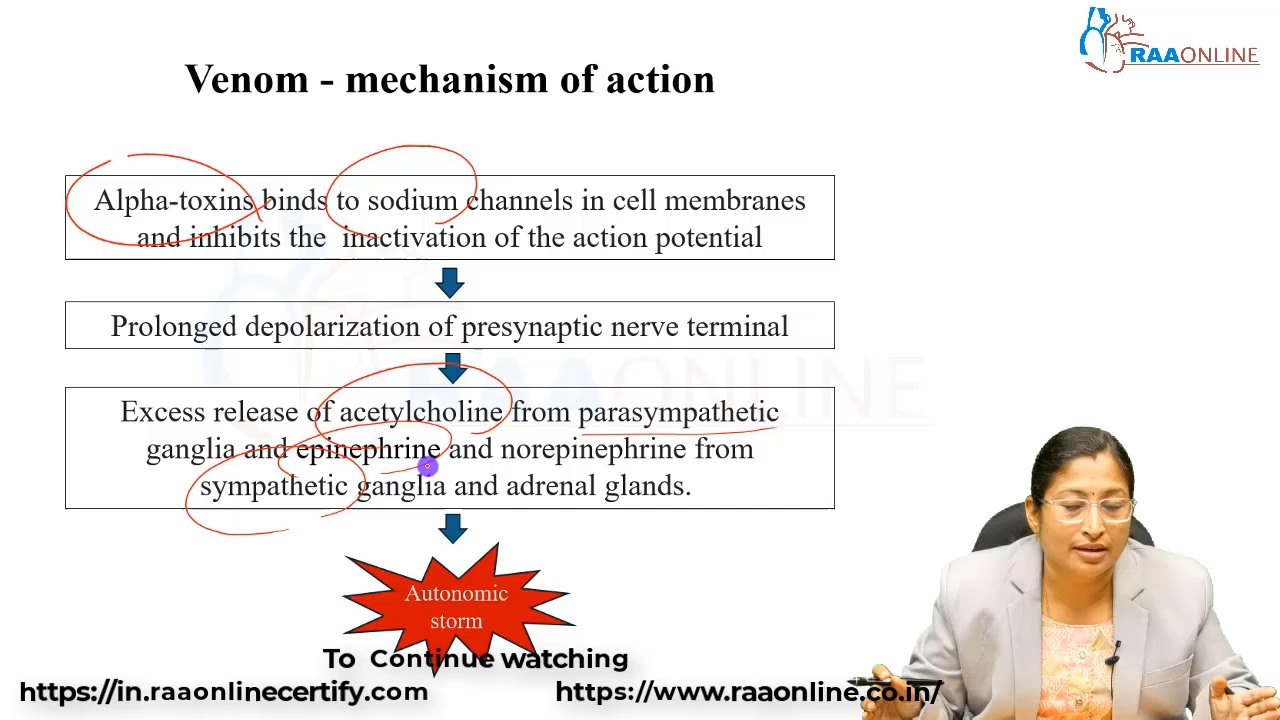 RAAONLINE
Venom - mechanism of action
Alpha-toxins binds to sodium channels in cell membranes
and inhibits the inactivation of the action potential
Prolonged depolarization of presynaptic nerve terminal
RAAONLINE
Excess release of acetylcholine from parasympathetic
ganglia and epinephrine and norepinephrine from
sympathetic ganglia and adrenal glands.
Autonomic
storm
To Continue watching
https://in.raaonlinecertify.com https://www.raaonline.co.in/